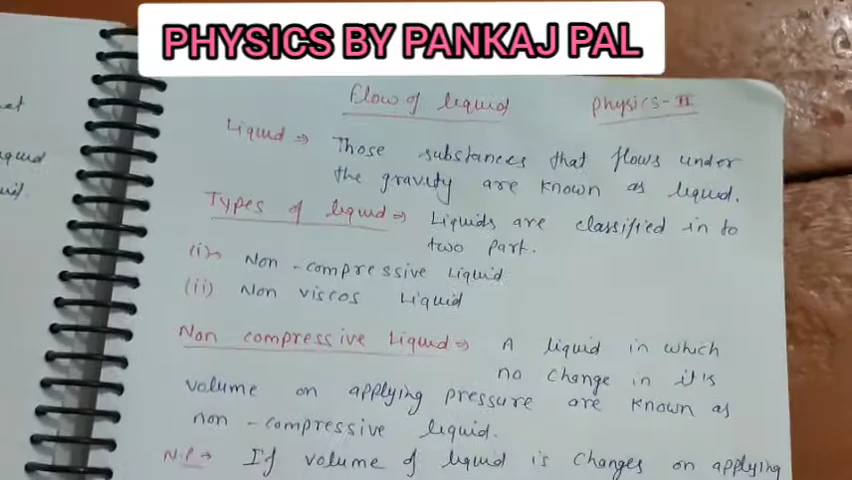 PHYSICS BY PANKAJ PAL
Flow of liquid Physics-II
Liquid ⇒ Those substances that flows under
the gravity are known as liquid.
Types of liquid ⇒ Liquids are classified in to
two part.
(i) → Non - compressive Liquid
(ii) Non viscos Liquid
Non compressive Liquid ⇒ A liquid in which
no change in it's
volume on applying pressure are known as
non - compressive liquid.
N.P → If volume of liquid is changes on applying